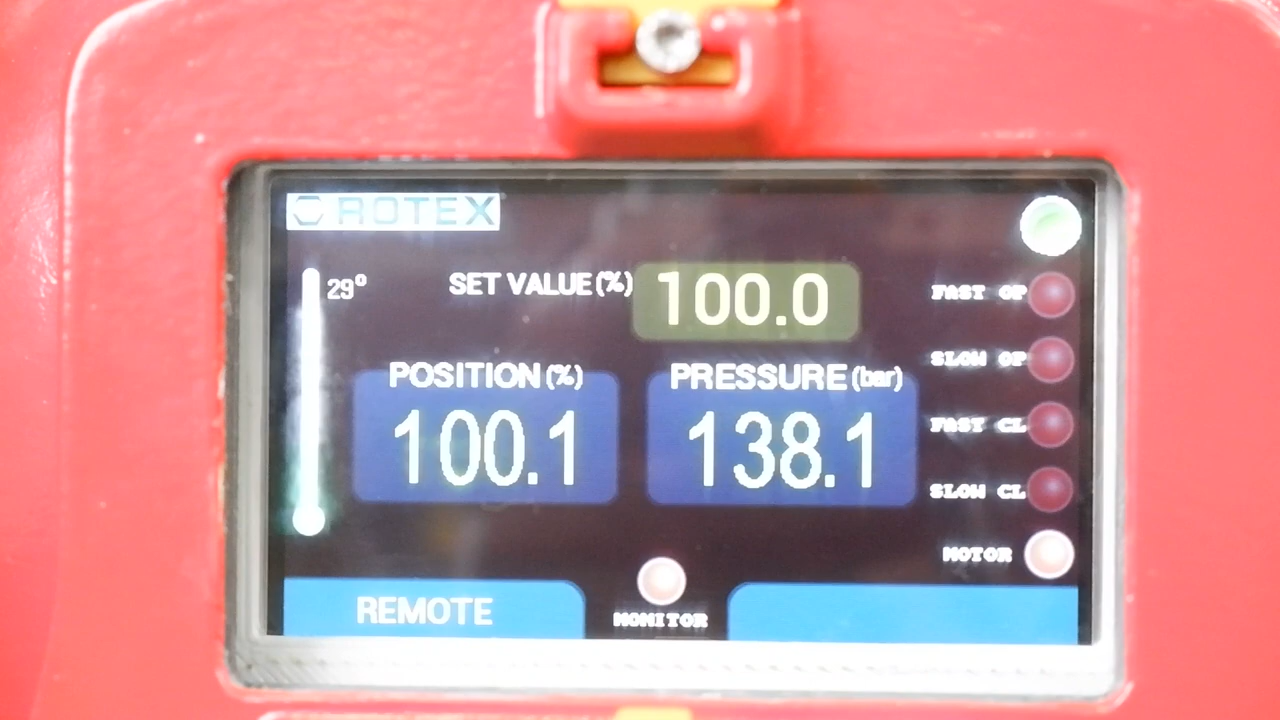 ROTEX
29°
SET VALUE (%) 100.0
POSITION (%)
100.1
PRESSURE (bar)
138.1
FAST OP
SLOW OP
FAST CL
SLOW CL
MOTOR
MONITOR
REMOTE